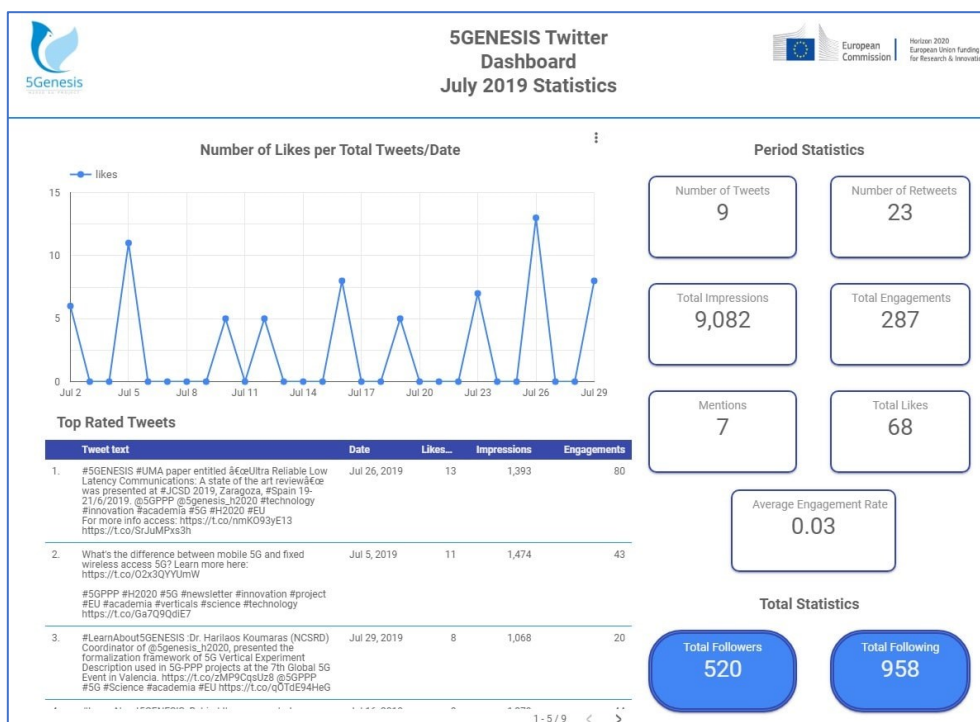 5Genesis
5GENESIS Twitter
Dashboard
July 2019 Statistics
European
Commission
Horizon 2020
European Union funding
for Research & Innovation
Number of Likes per Total Tweets/Date
likes
15
10
5
0
Jul 2 Jul 5 Jul 8 Jul 11 Jul 14 Jul 17 Jul 20 Jul 23 Jul 26 Jul 29
Top Rated Tweets
Tweet text Date Likes... Impressions Engagements
1. #5GENESIS #UMA paper entitled â€œUltra Reliable Low Jul 26, 2019 13 1,393 80
Latency Communications: A state of the art reviewâ€œ
was presented at #JCSD 2019, Zaragoza, #Spain 19-
21/6/2019. @5GPPP @5genesis_h2020 #technology
#innovation #academia #5G #H2020 #EU
For more info access: https://t.co/nmKO93yE13
https://t.co/SrJuMPxs3h
2. What's the difference between mobile 5G and fixed Jul 5, 2019 11 1,474 43
wireless access 5G? Learn more here:
https://t.co/O2x3QYYUmW
#5GPPP #H2020 #5G #newsletter #innovation #project
#EU #academia #verticals #science #technology
https://t.co/Ga7Q9QdiE7
3. #LearnAbout5GENESIS :Dr. Harilaos Koumaras (NCSRD) Jul 29, 2019 8 1,068 20
Coordinator of @5genesis_h2020, presented the
formalization framework of 5G Vertical Experiment
Description used in 5G-PPP projects at the 7th Global 5G
Event in Valencia. https://t.co/zMP9CqsUz8 @5GPPP
#5G #Science #academia #EU https://t.co/qOTdE94HeG
1 - 5 / 9
Period Statistics
Number of Tweets
9
Number of Retweets
23
Total Impressions
9,082
Total Engagements
287
Mentions
7
Total Likes
68
Average Engagement Rate
0.03
Total Statistics
Total Followers
520
Total Following
958